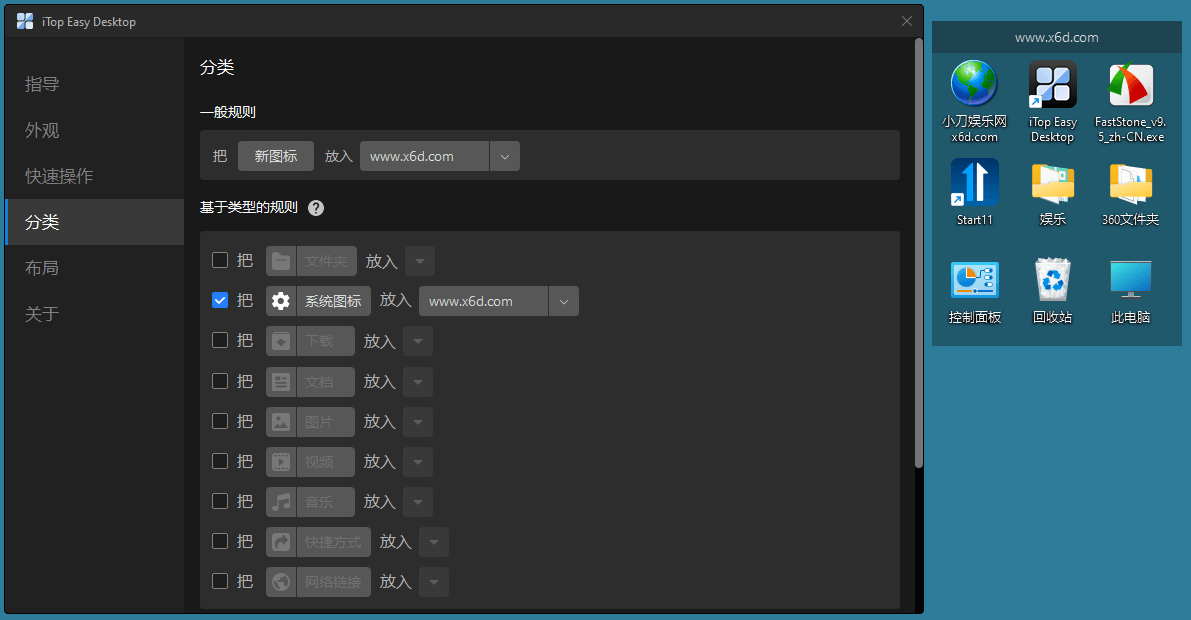 iTop Easy Desktop
指导
外观
快速操作
分类
布局
关于
分类
一般规则
把 新图标 放入 www.x6d.com
基于类型的规则 ?
把 文件夹 放入
把 系统图标 放入 www.x6d.com
把 下载 放入
把 文档 放入
把 图片 放入
把 视频 放入
把 音乐 放入
把 快捷方式 放入
把 网络链接 放入
www.x6d.com
小刀娱乐网
x6d.com
iTop Easy
Desktop
FastStone_v9.
5_zh-CN.exe
Start11
娱乐
360文件夹
控制面板
回收站
此电脑